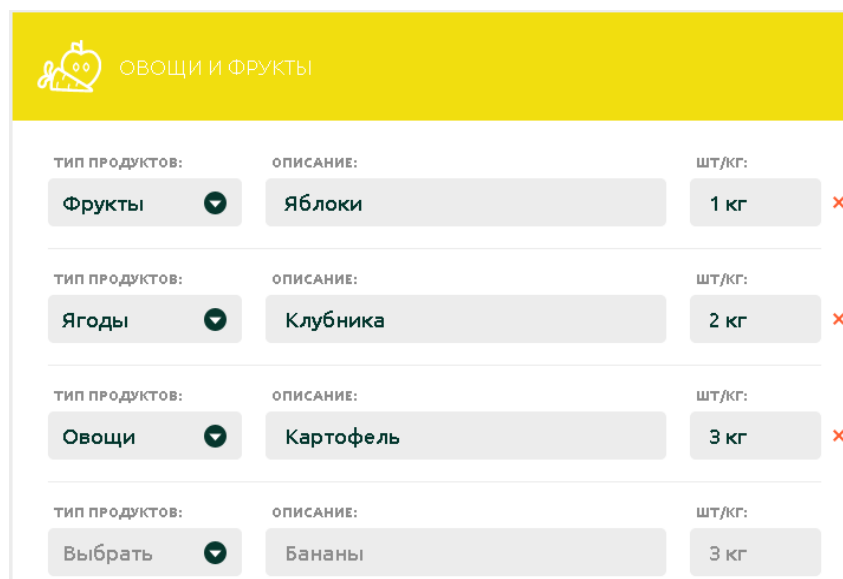 ОВОЩИ И ФРУКТЫ
ТИП ПРОДУКТОВ: ОПИСАНИЕ: ШТ/КГ:
Фрукты Яблоки 1 кг
ТИП ПРОДУКТОВ: ОПИСАНИЕ: ШТ/КГ:
Ягоды Клубника 2 кг
ТИП ПРОДУКТОВ: ОПИСАНИЕ: ШТ/КГ:
Овощи Картофель 3 кг
ТИП ПРОДУКТОВ: ОПИСАНИЕ: ШТ/КГ:
Выбрать Бананы 3 кг